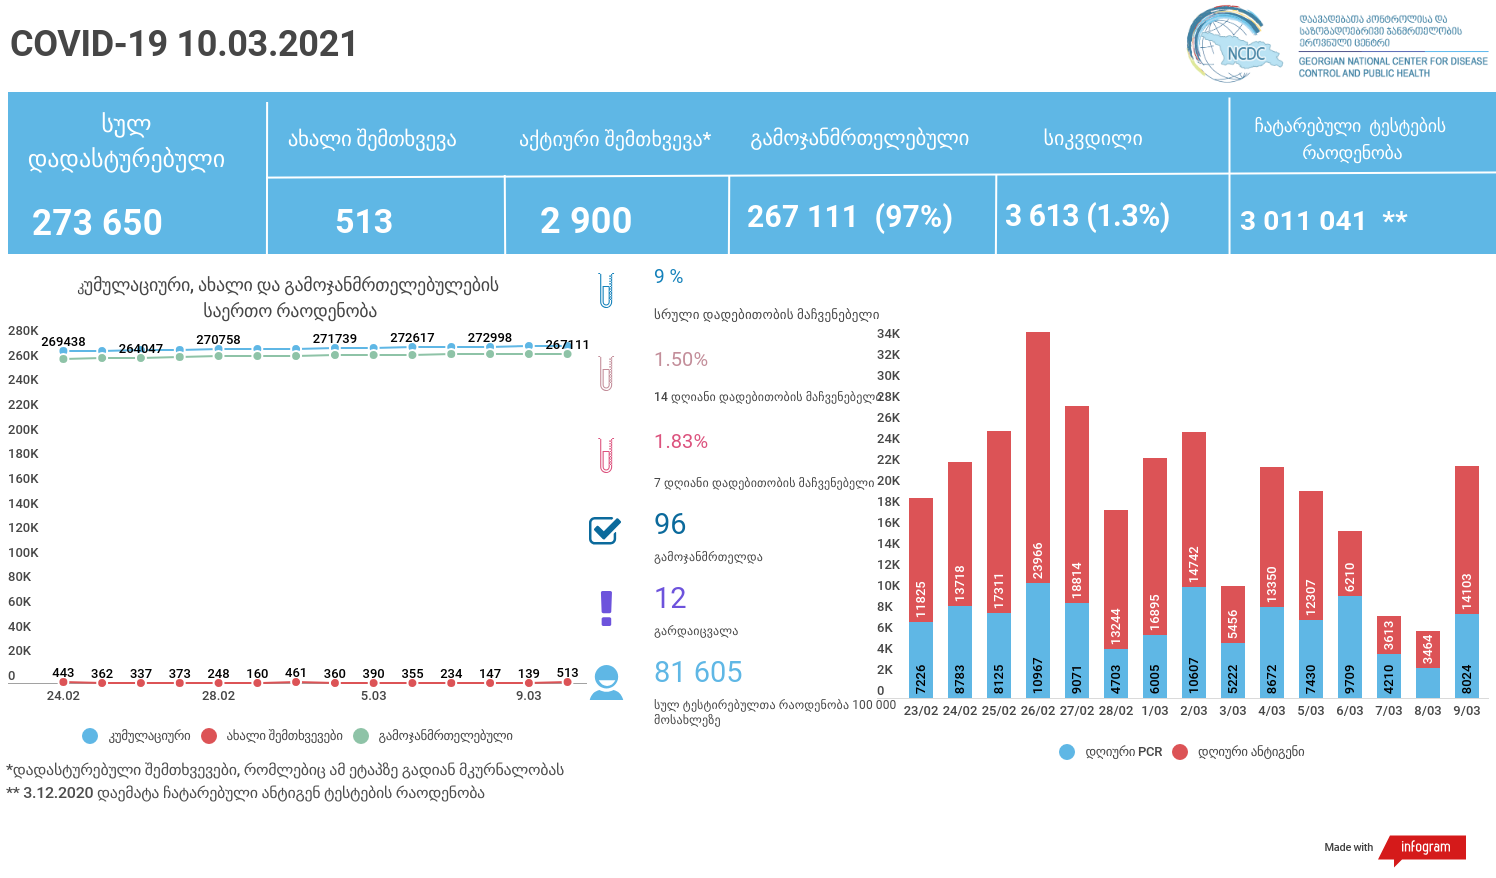 COVID-19 10.03.2021
NCDC
დაავადებათა კონტროლისა და
საზოგადოებრივი ჯანმრთელობის
ეროვნული ცენტრი
GEORGIAN NATIONAL CENTER FOR DISEASE
CONTROL AND PUBLIC HEALTH
სულ
დადასტურებული
273 650
ახალი შემთხვევა
513
აქტიური შემთხვევა*
2 900
გამოჯანმრთელებული
267 111 (97%)
სიკვდილი
3 613 (1.3%)
ჩატარებული ტესტების
რაოდენობა
3 011 041 **
კუმულაციური, ახალი და გამოჯანმრთელებულების
საერთო რაოდენობა
280K
260K
240K
220K
200K
180K
160K
140K
120K
100K
80K
60K
40K
20K
0
269438 264047 270758 271739 272617 272998 267111
443 362 337 373 248 160 461 360 390 355 234 147 139 513
24.02 28.02 5.03 9.03
კუმულაციური ახალი შემთხვევები გამოჯანმრთელებული
*დადასტურებული შემთხვევები, რომლებიც ამ ეტაპზე გადიან მკურნალობას
** 3.12.2020 დაემატა ჩატარებული ანტიგენ ტესტების რაოდენობა
9 %
სრული დადებითობის მაჩვენებელი
1.50%
14 დღიანი დადებითობის მაჩვენებელი
1.83%
7 დღიანი დადებითობის მაჩვენებელი
96
გამოჯანმრთელდა
12
გარდაიცვალა
81 605
სულ ტესტირებულთა რაოდენობა 100 000
მოსახლეზე
34K
32K
30K
28K
26K
24K
22K
20K
18K
16K
14K
12K
10K
8K
6K
4K
2K
0
11825 13718 17311 23966 18814 13244 16895 14742 5456 13350 12307 6210 3613 3464 14103
7226 8783 8125 10967 9071 4703 6005 10607 5222 8672 7430 9709 4210 8024
23/02 24/02 25/02 26/02 27/02 28/02 1/03 2/03 3/03 4/03 5/03 6/03 7/03 8/03 9/03
დღიური PCR დღიური ანტიგენი
Made with infogram